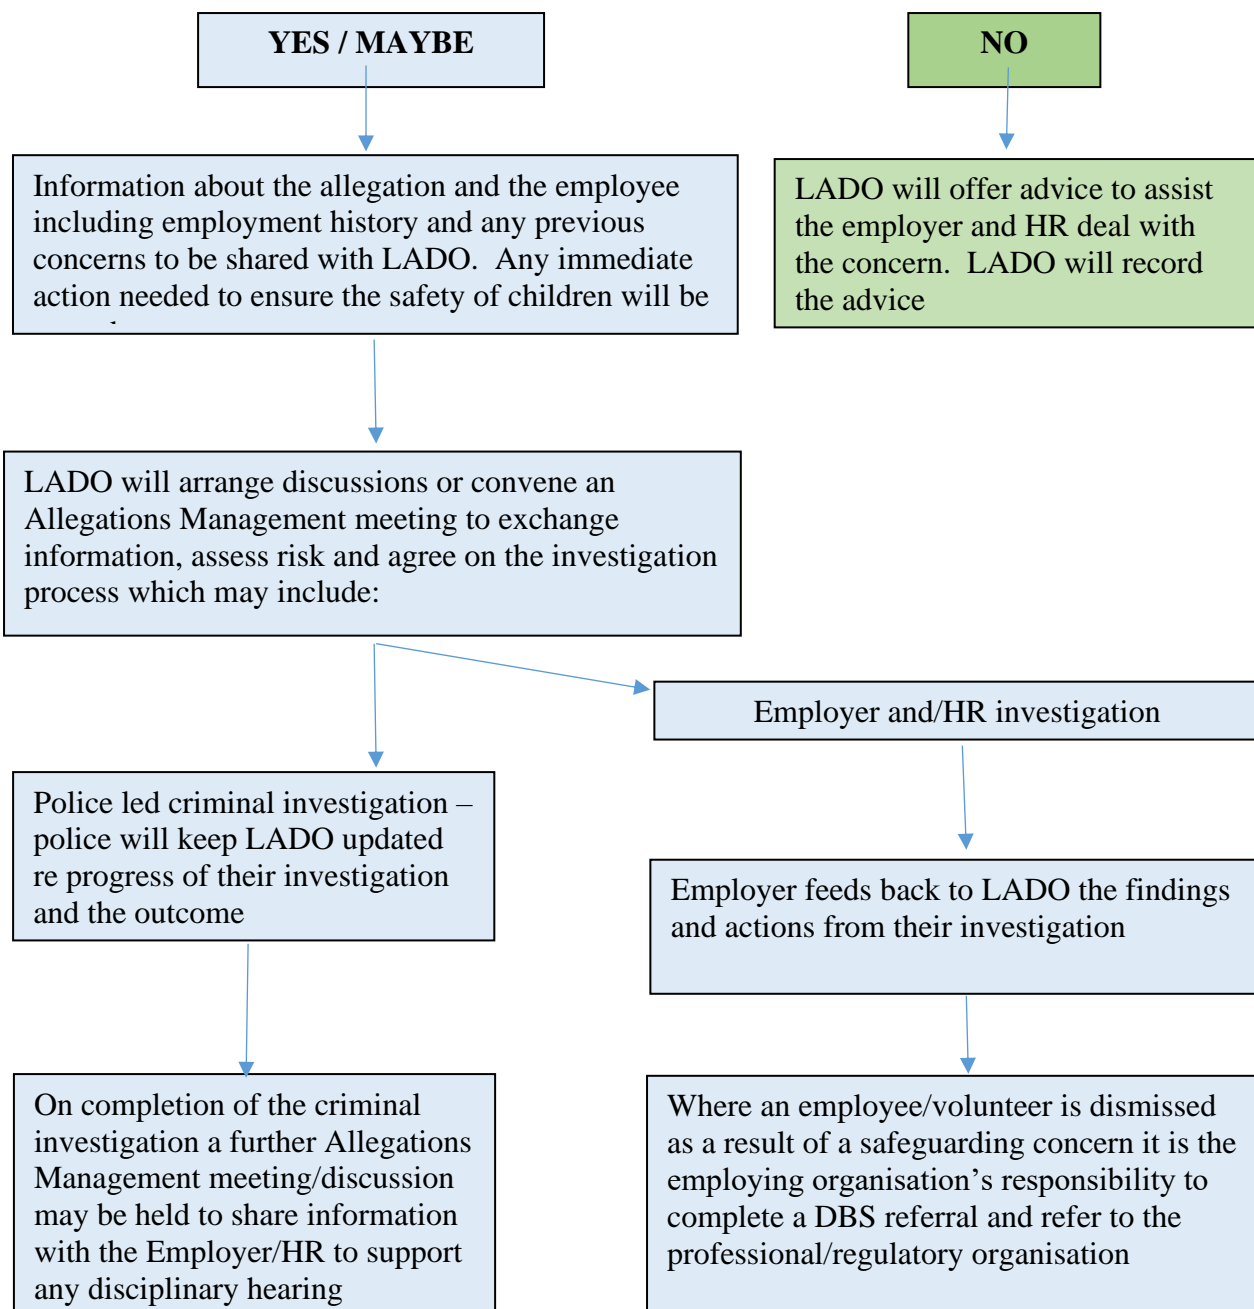 YES / MAYBE
NO
Information about the allegation and the employee
including employment history and any previous
concerns to be shared with LADO.  Any immediate
action needed to ensure the safety of children will be
LADO will offer advice to assist
the employer and HR deal with
the concern.  LADO will record
the advice
LADO will arrange discussions or convene an
Allegations Management meeting to exchange
information, assess risk and agree on the investigation
process which may include:
Employer and/HR investigation
Police led criminal investigation –
police will keep LADO updated
re progress of their investigation
and the outcome
Employer feeds back to LADO the findings
and actions from their investigation
On completion of the criminal
investigation a further Allegations
Management meeting/discussion
may be held to share information
with the Employer/HR to support
any disciplinary hearing
Where an employee/volunteer is dismissed
as a result of a safeguarding concern it is the
employing organisation’s responsibility to
complete a DBS referral and refer to the
professional/regulatory organisation